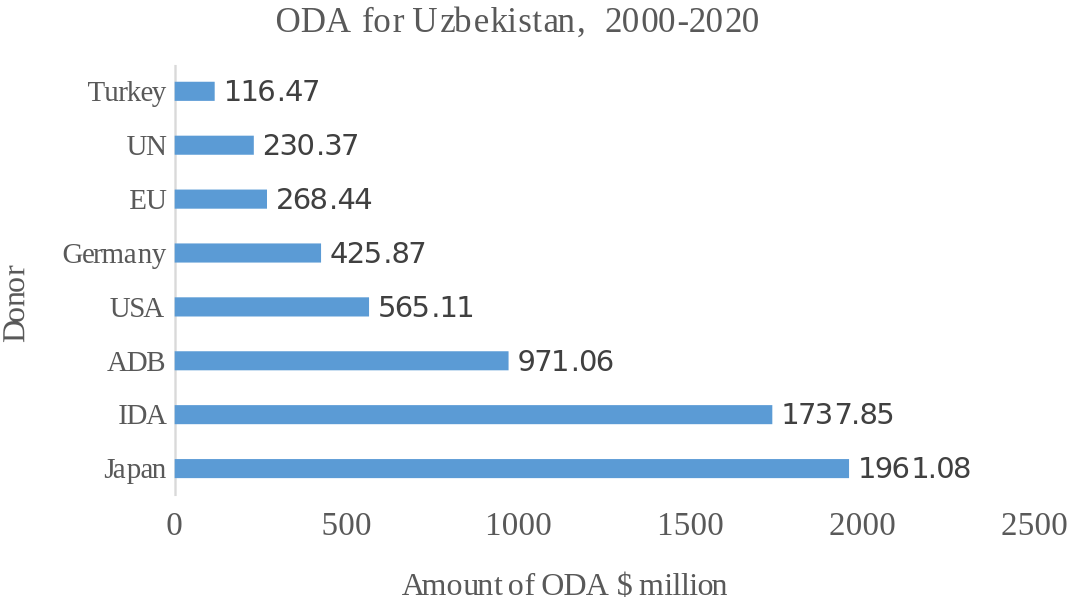 ODA for Uzbekistan, 2000-2020
Donor
Turkey 116.47
UN 230.37
EU 268.44
Germany 425.87
USA 565.11
ADB 971.06
IDA 1737.85
Japan 1961.08
0 500 1000 1500 2000 2500
Amount of ODA $ million